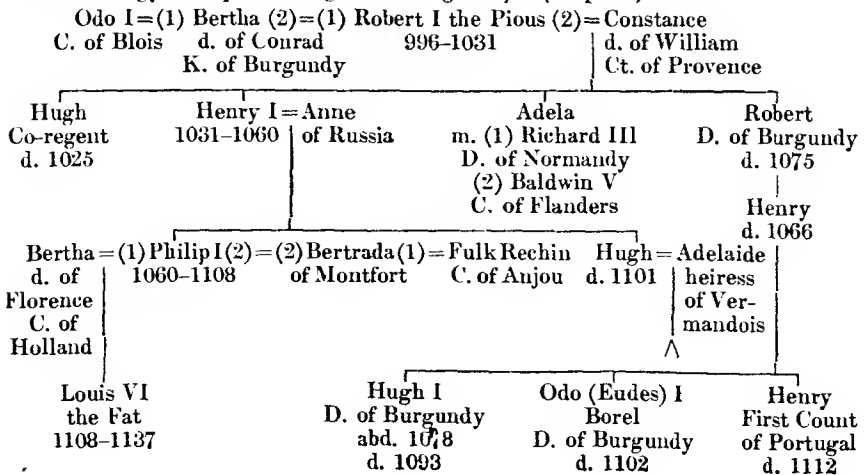 Odo I=(1) Bertha (2)=(1) Robert I the Pious (2)=Constance
C. of Blois d. of Conrad 996–1031 d. of William
K. of Burgundy Ct. of Provence
Hugh Henry I=Anne Adela Robert
Co-regent 1031–1060 of Russia m. (1) Richard III D. of Burgundy
d. 1025 D. of Normandy d. 1075
(2) Baldwin V
C. of Flanders Henry
d. 1066
Bertha=(1) Philip I (2)=(2) Bertrada (1)=Fulk Rechin Hugh=Adelaide
d. of 1060–1108 of Montfort C. of Anjou d. 1101 heiress
Florence of Ver-
C. of mandois
Holland
Louis VI Hugh I Odo (Eudes) I Henry
the Fat D. of Burgundy Borel First Count
1108–1137 abd. D. of Burgundy of Portugal
d. 1093 d. 1102 d. 1112